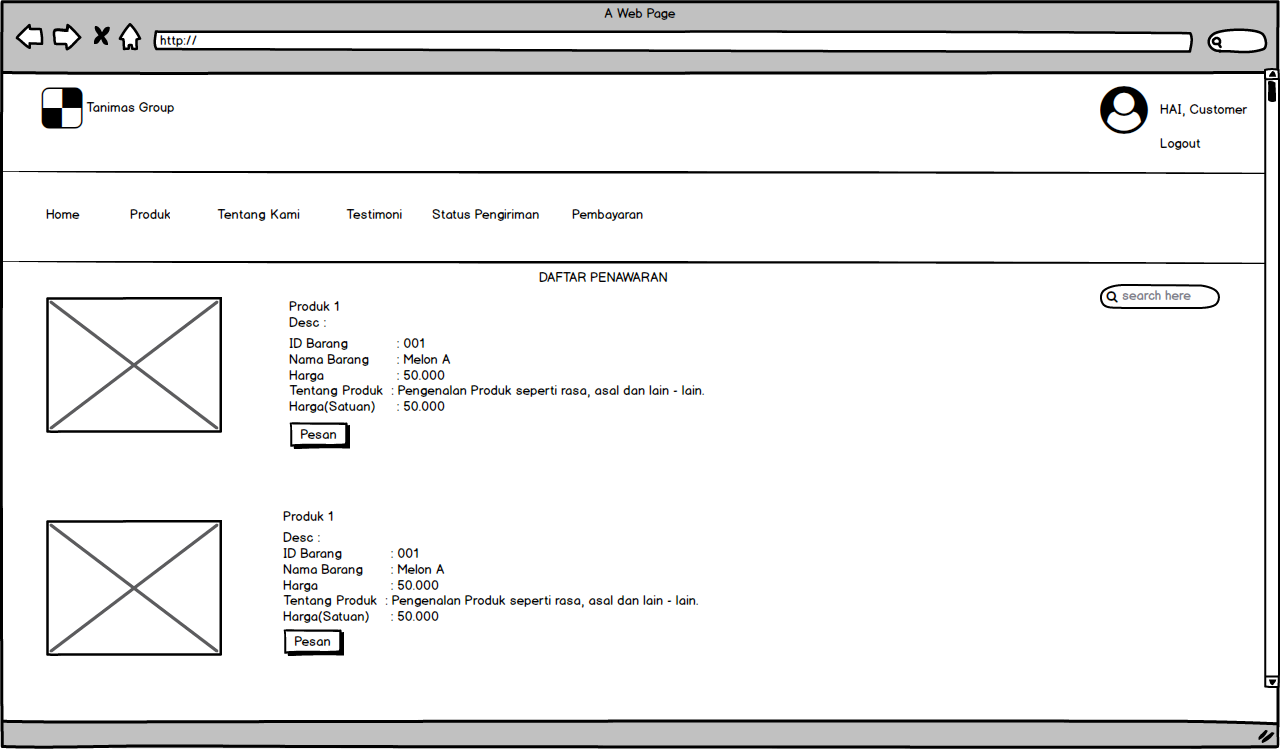 A Web Page
http://
Tanimas Group
HAI, Customer
Logout
Home Produk Tentang Kami Testimoni Status Pengiriman Pembayaran
DAFTAR PENAWARAN
search here
Produk 1
Desc :
ID Barang : 001
Nama Barang : Melon A
Harga : 50.000
Tentang Produk : Pengenalan Produk seperti rasa, asal dan lain - lain.
Harga(Satuan) : 50.000
Pesan
Produk 1
Desc :
ID Barang : 001
Nama Barang : Melon A
Harga : 50.000
Tentang Produk : Pengenalan Produk seperti rasa, asal dan lain - lain.
Harga(Satuan) : 50.000
Pesan